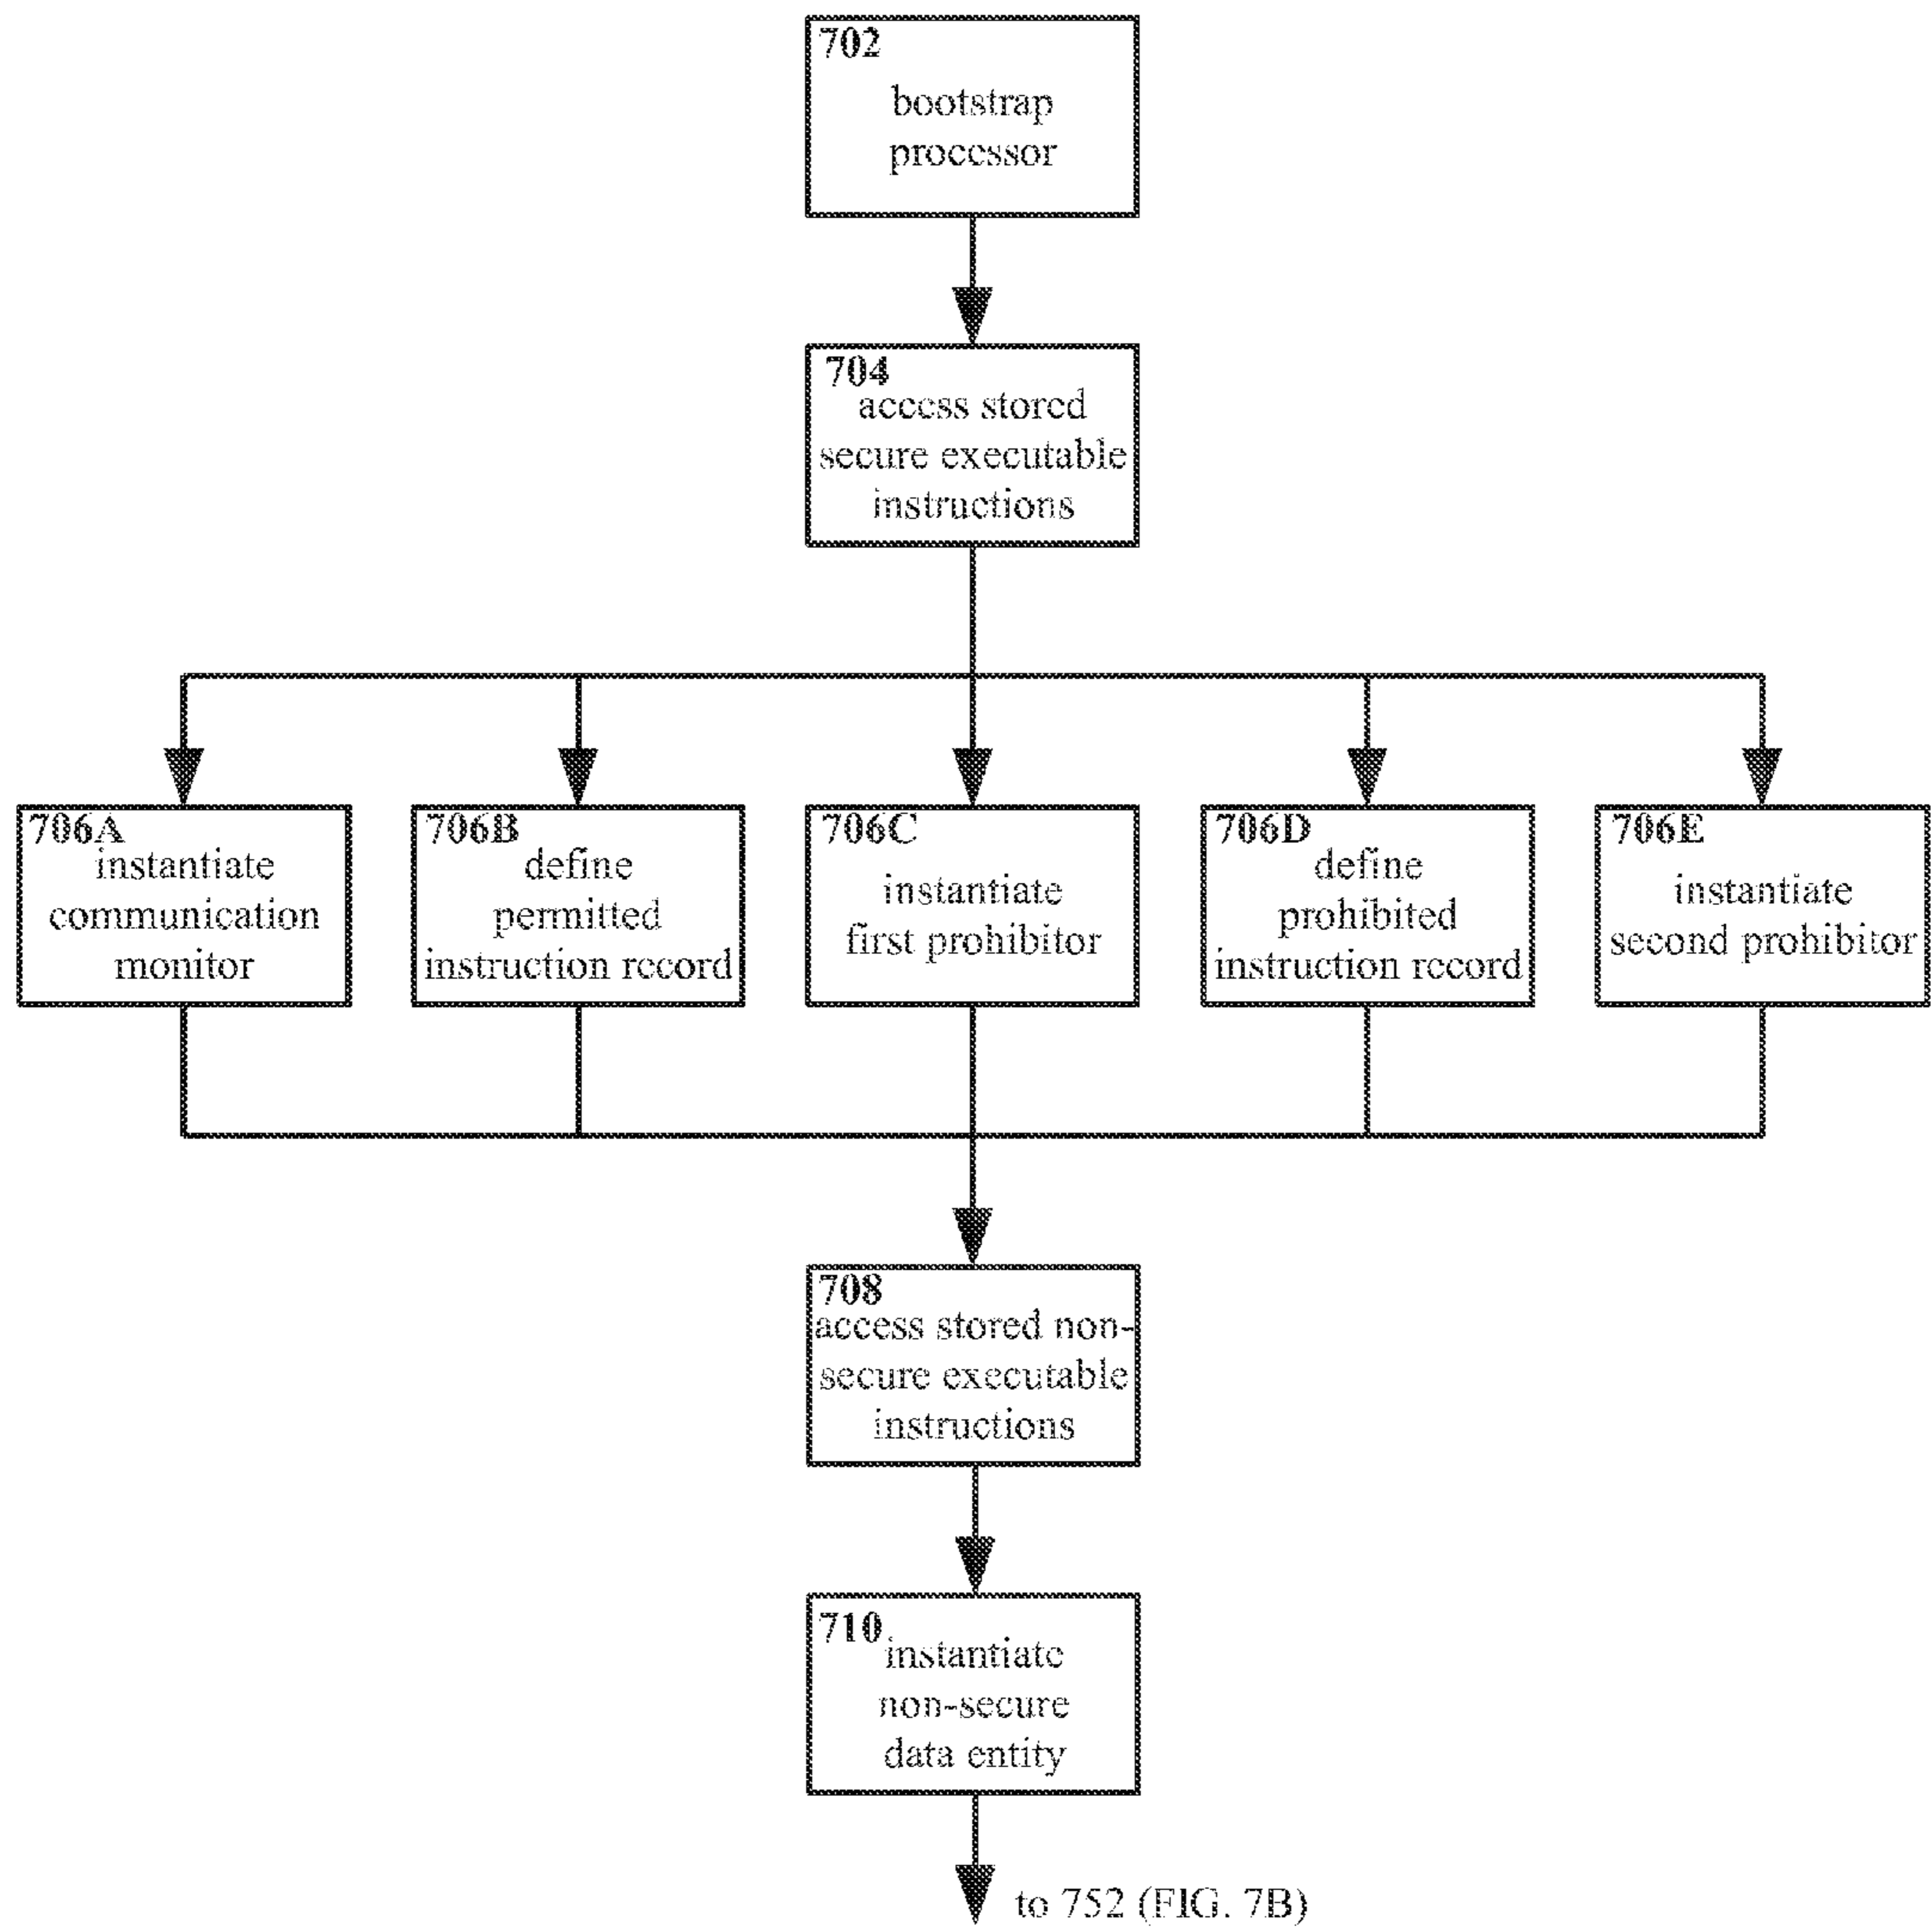 702
bootstrap
processor
704
access stored
secure executable
instructions
706A
instantiate
communication
monitor
706B
define
permitted
instruction record
706C
instantiate
first prohibitor
706D
define
prohibited
instruction record
706E
instantiate
second prohibitor
708
access stored non-
secure executable
instructions
710
instantiate
non-secure
data entity
to 752 (FIG. 7B)